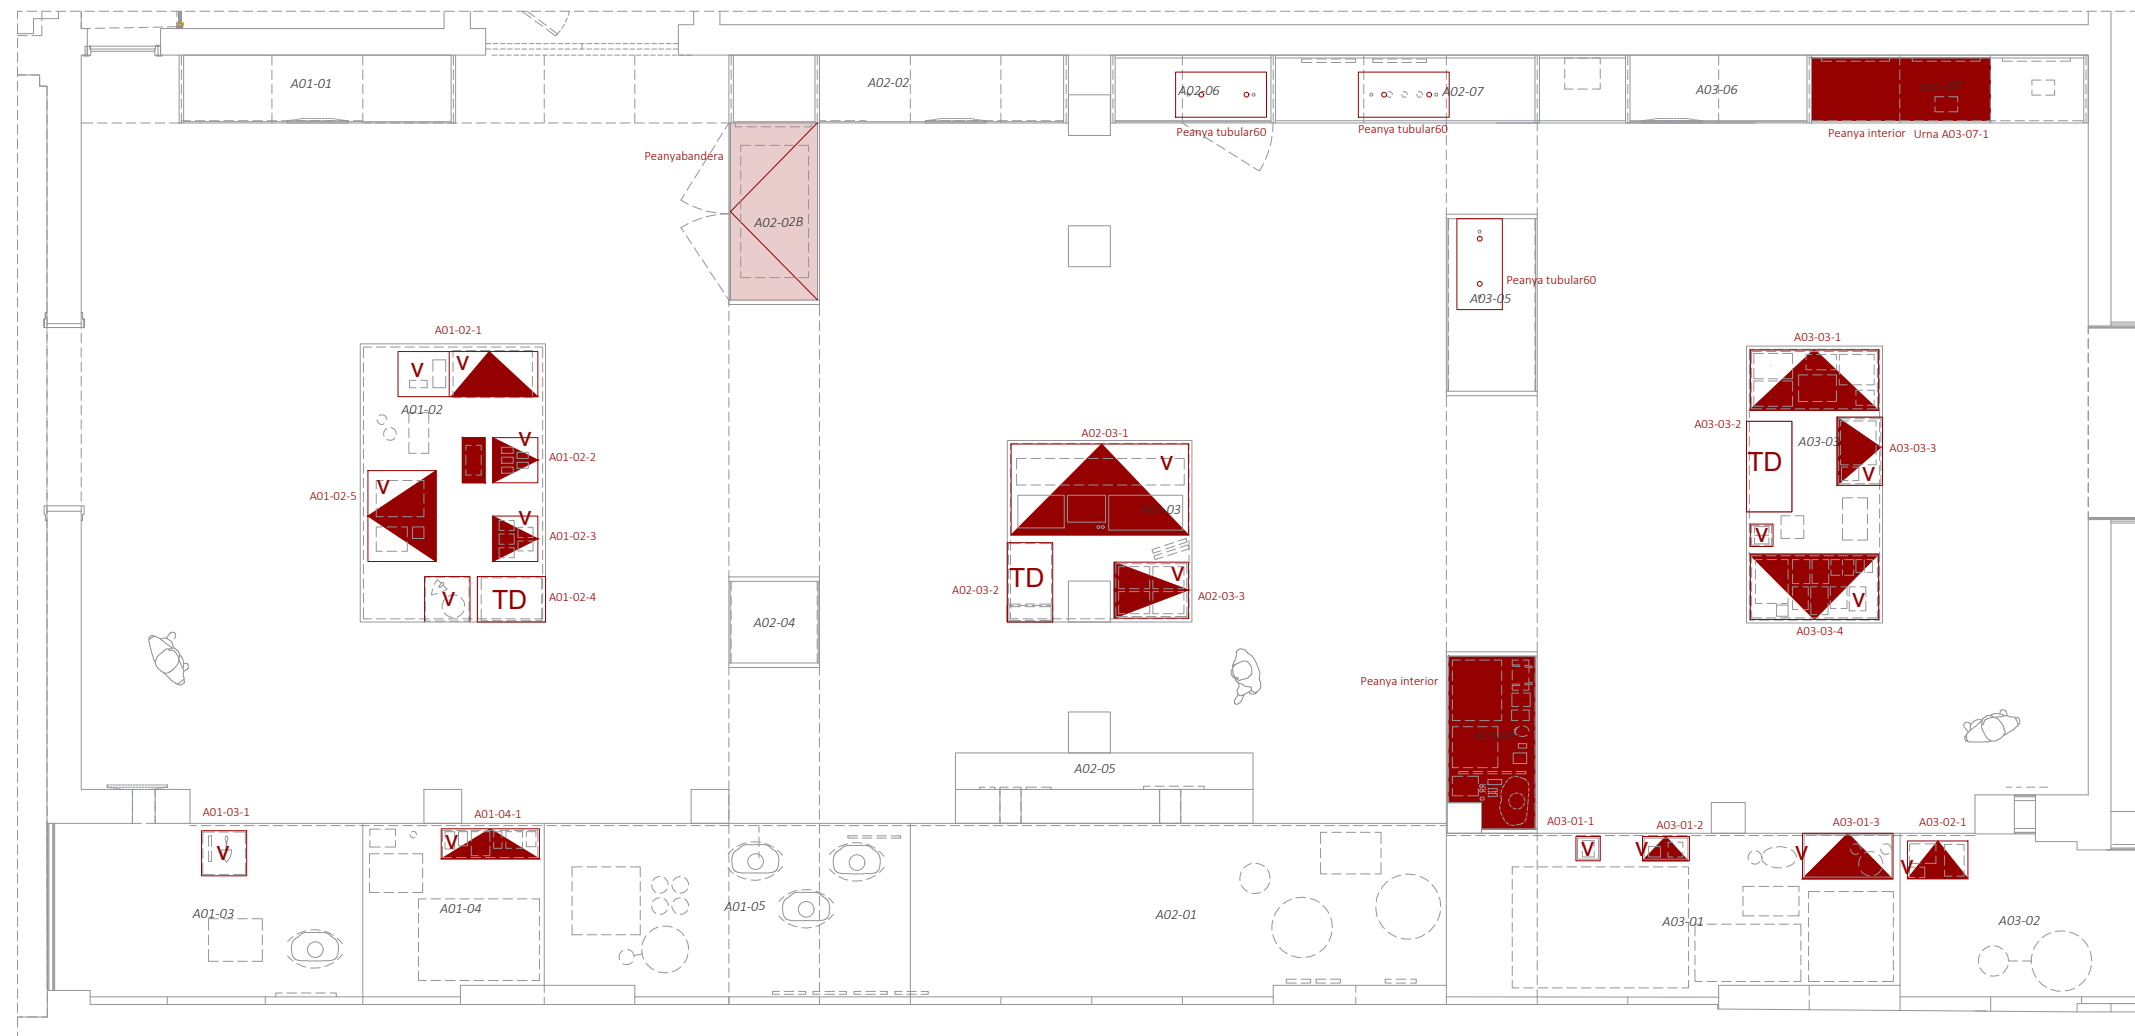 A01-01
A02-02
A02-06
A02-07
A03-06
Peanya tubular60
Peanya tubular60
Peanya interior
Urna A03-07-1
Peanyabandera
A02-02B
Peanya tubular60
A03-05
A01-02-1
V
V
A01-02
V
A01-02-2
V
A01-02-5
V
A01-02-3
V
TD
A01-02-4
A02-03-1
V
TD
A02-03-2
V
A02-03-3
A03-03-1
A03-03-2
TD
V
A03-03-3
V
V
A03-03-4
A02-04
Peanya interior
A02-05
A01-03-1
V
A01-03
A01-04-1
V
A01-04
A01-05
A02-01
A03-01-1
V
A03-01-2
V
A03-01-3
V
A03-01
A03-02-1
V
A03-02